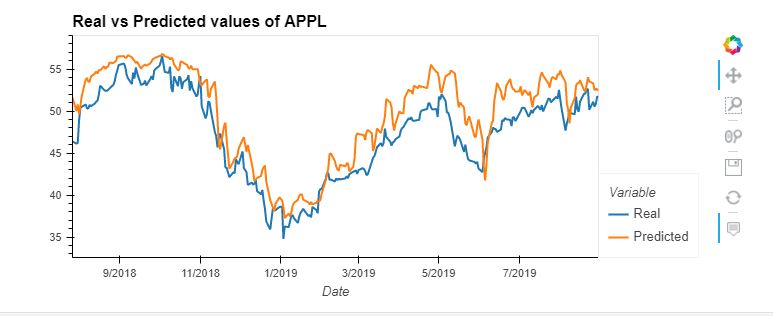 Real vs Predicted values of APPL
55
50
45
40
35
9/2018 11/2018 1/2019 3/2019 5/2019 7/2019
Date
Variable
Real
Predicted